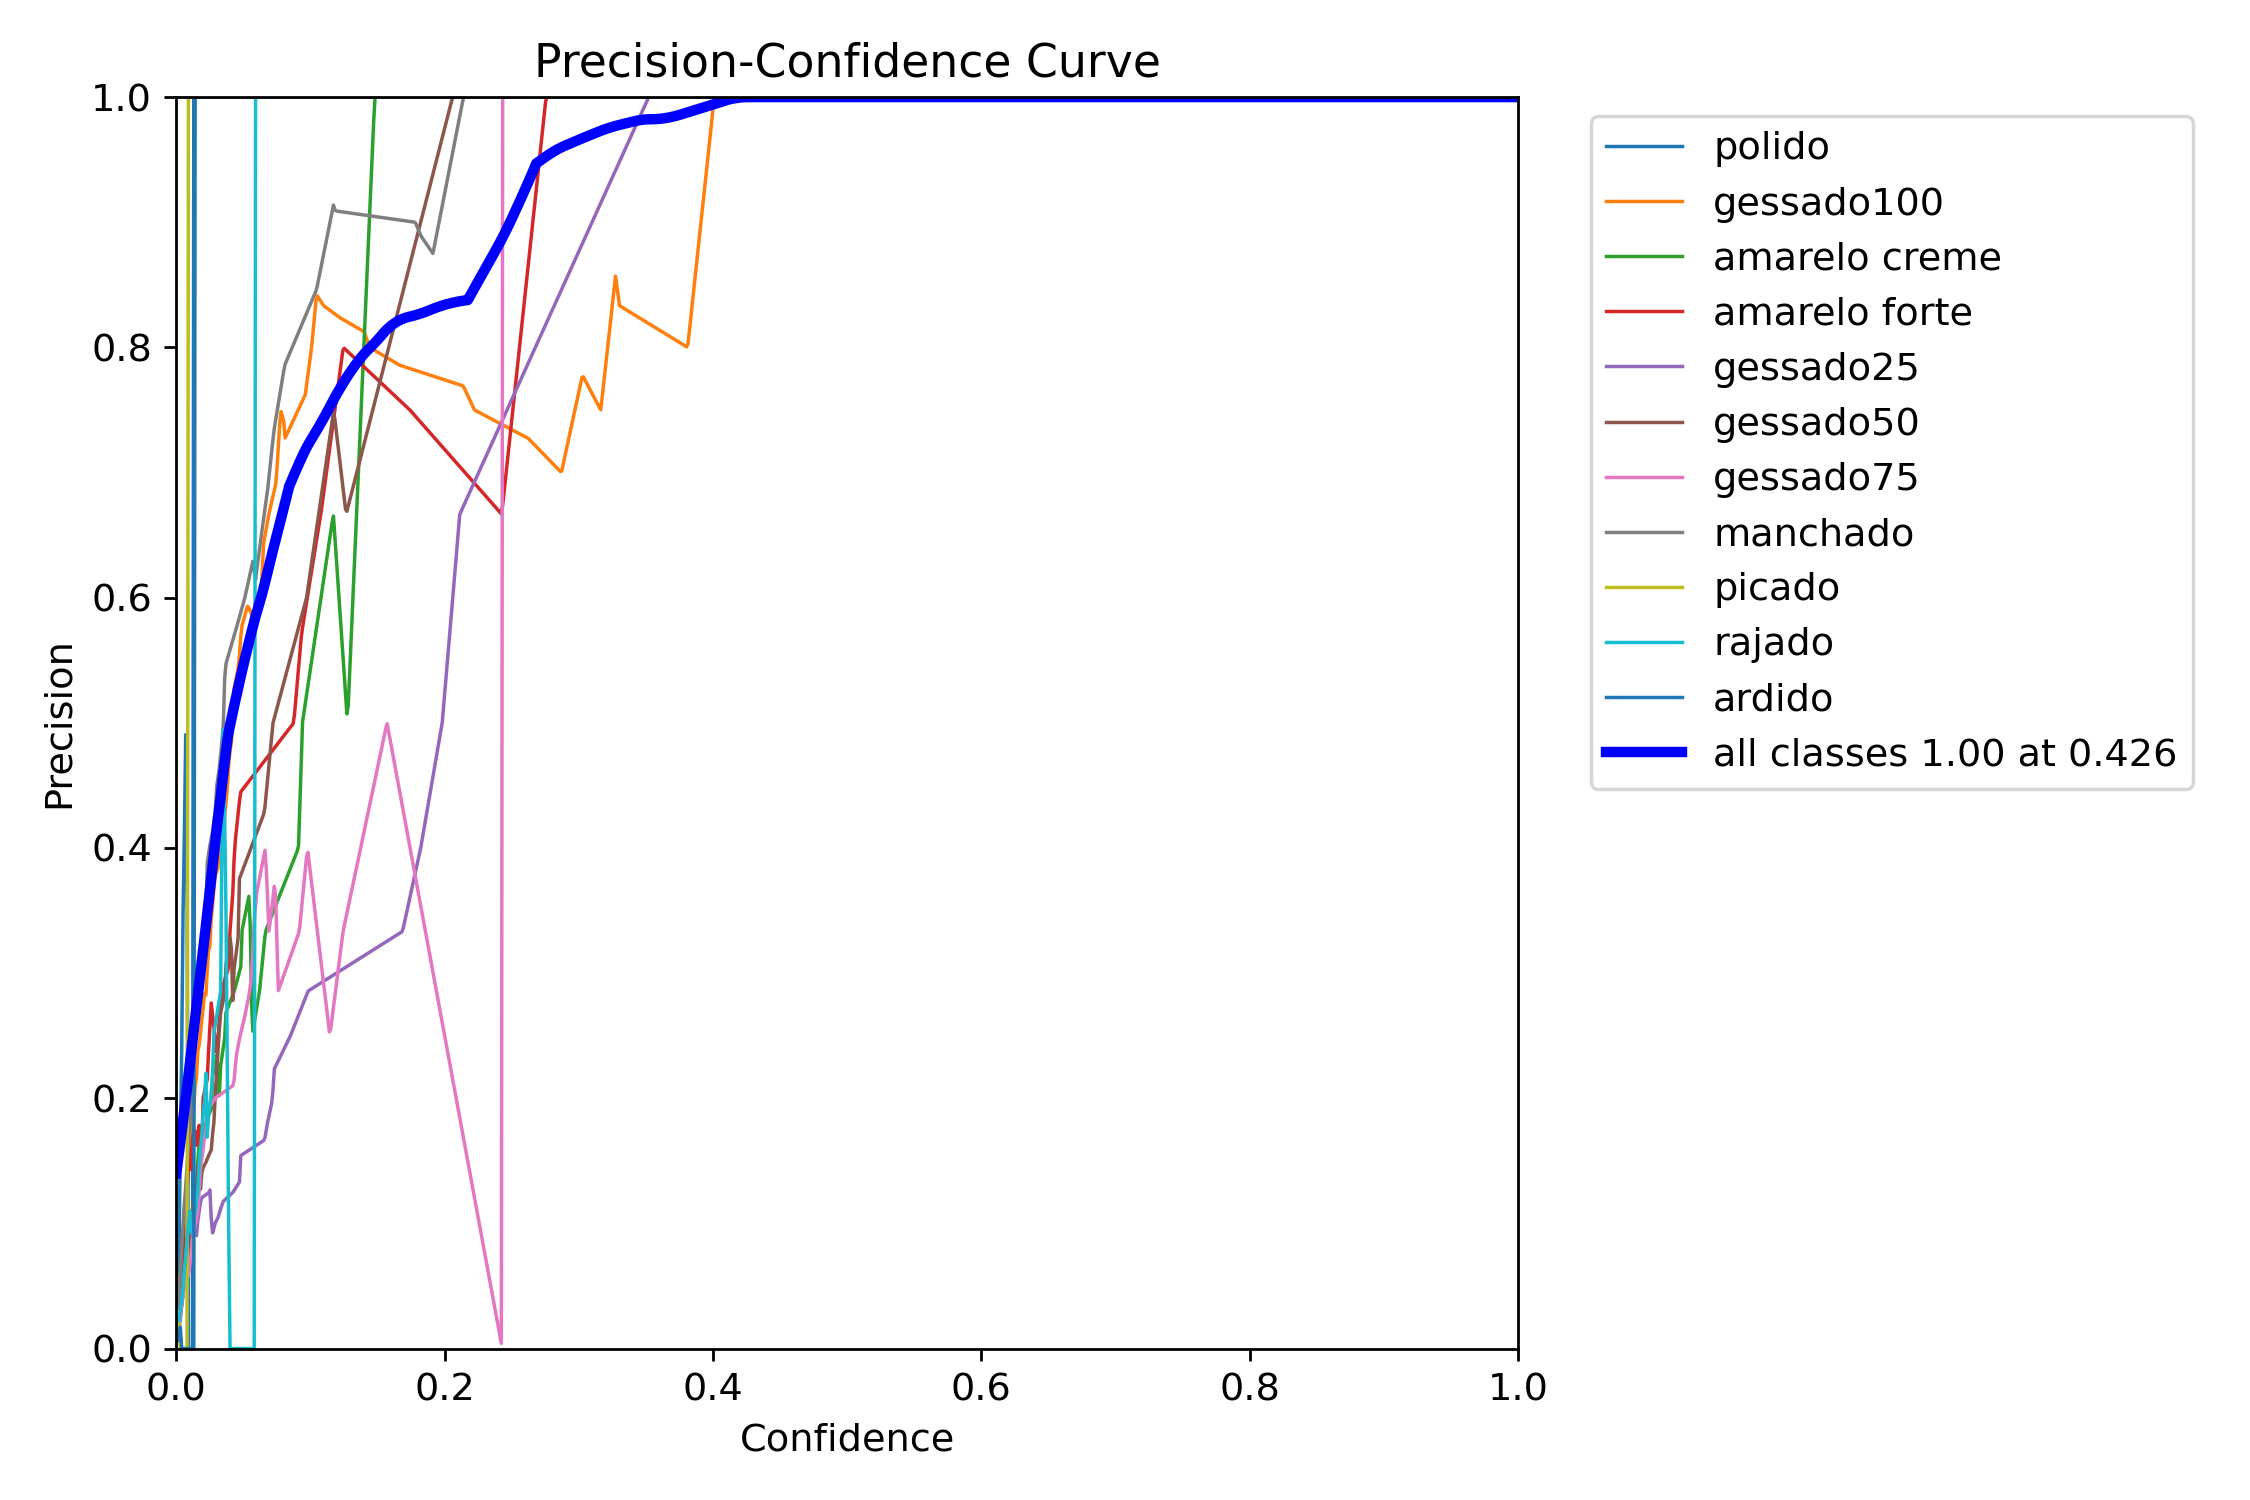 Precision-Confidence Curve
1.0
0.8
0.6
0.4
0.2
0.0
Precision
0.0 0.2 0.4 0.6 0.8 1.0
Confidence
polido
gessado100
amarelo creme
amarelo forte
gessado25
gessado50
gessado75
manchado
picado
rajado
ardido
all classes 1.00 at 0.426